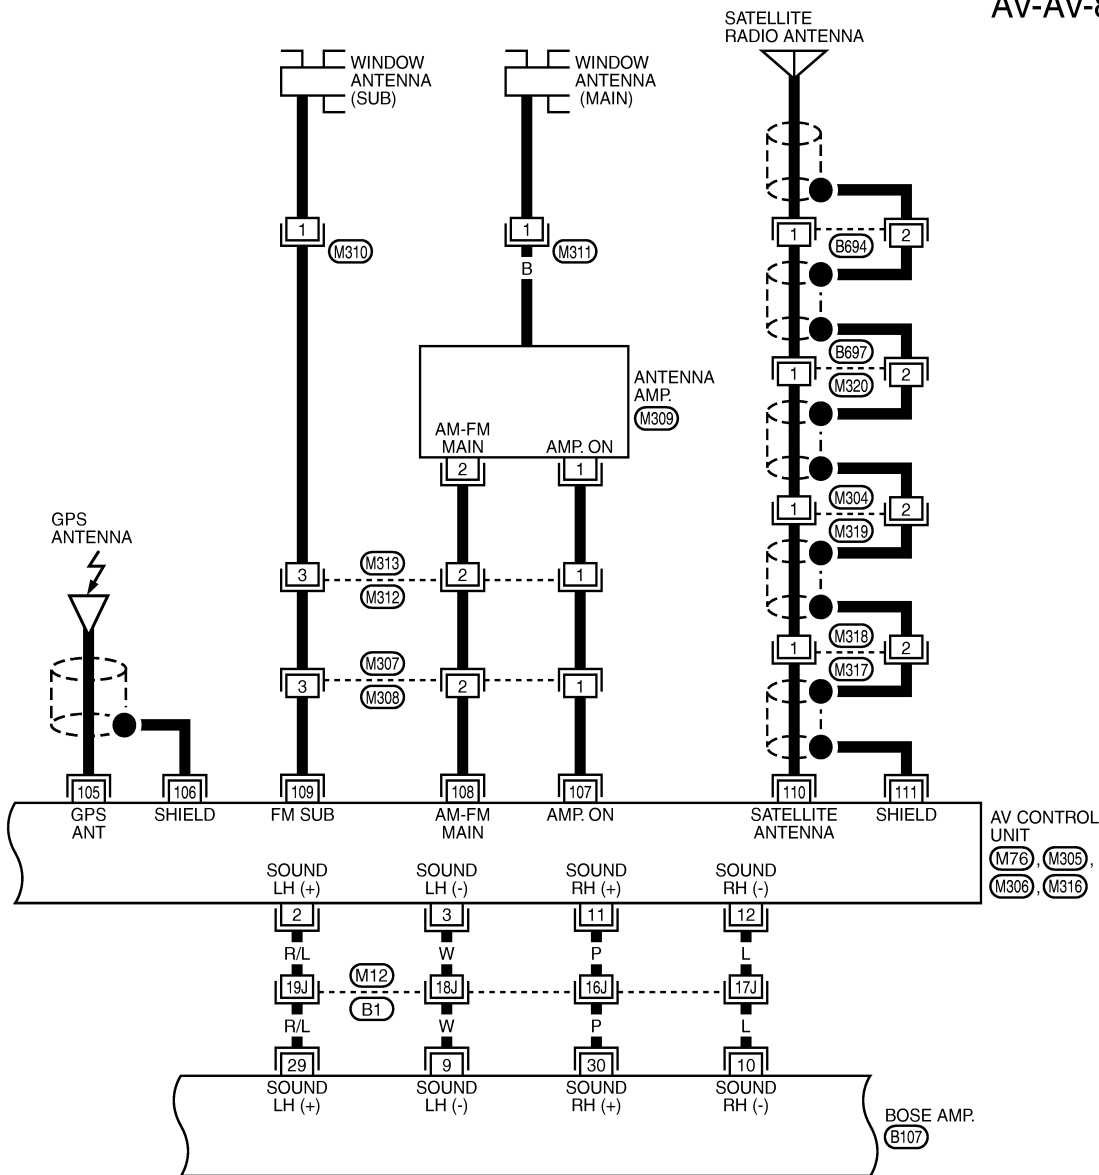 AV-AV-8
SATELLITE
RADIO ANTENNA
WINDOW
ANTENNA
(SUB)
WINDOW
ANTENNA
(MAIN)
1
M310
1
M311
B
1
2
B694
B697
1
2
M320
ANTENNA
AMP.
M309
AM-FM
MAIN
AMP. ON
2
1
M304
1
2
M319
GPS
ANTENNA
M313
3
2
1
M312
M318
1
2
M317
M307
3
2
1
M308
105
106
109
108
107
110
111
GPS
ANT
SHIELD
FM SUB
AM-FM
MAIN
AMP. ON
SATELLITE
ANTENNA
SHIELD
AV CONTROL
UNIT
M76, M305,
M306, M316
SOUND
LH (+)
SOUND
LH (-)
SOUND
RH (+)
SOUND
RH (-)
2
3
11
12
R/L
W
P
L
M12
19J
18J
16J
17J
B1
R/L
W
P
L
29
9
30
10
SOUND
LH (+)
SOUND
LH (-)
SOUND
RH (+)
SOUND
RH (-)
BOSE AMP.
B107